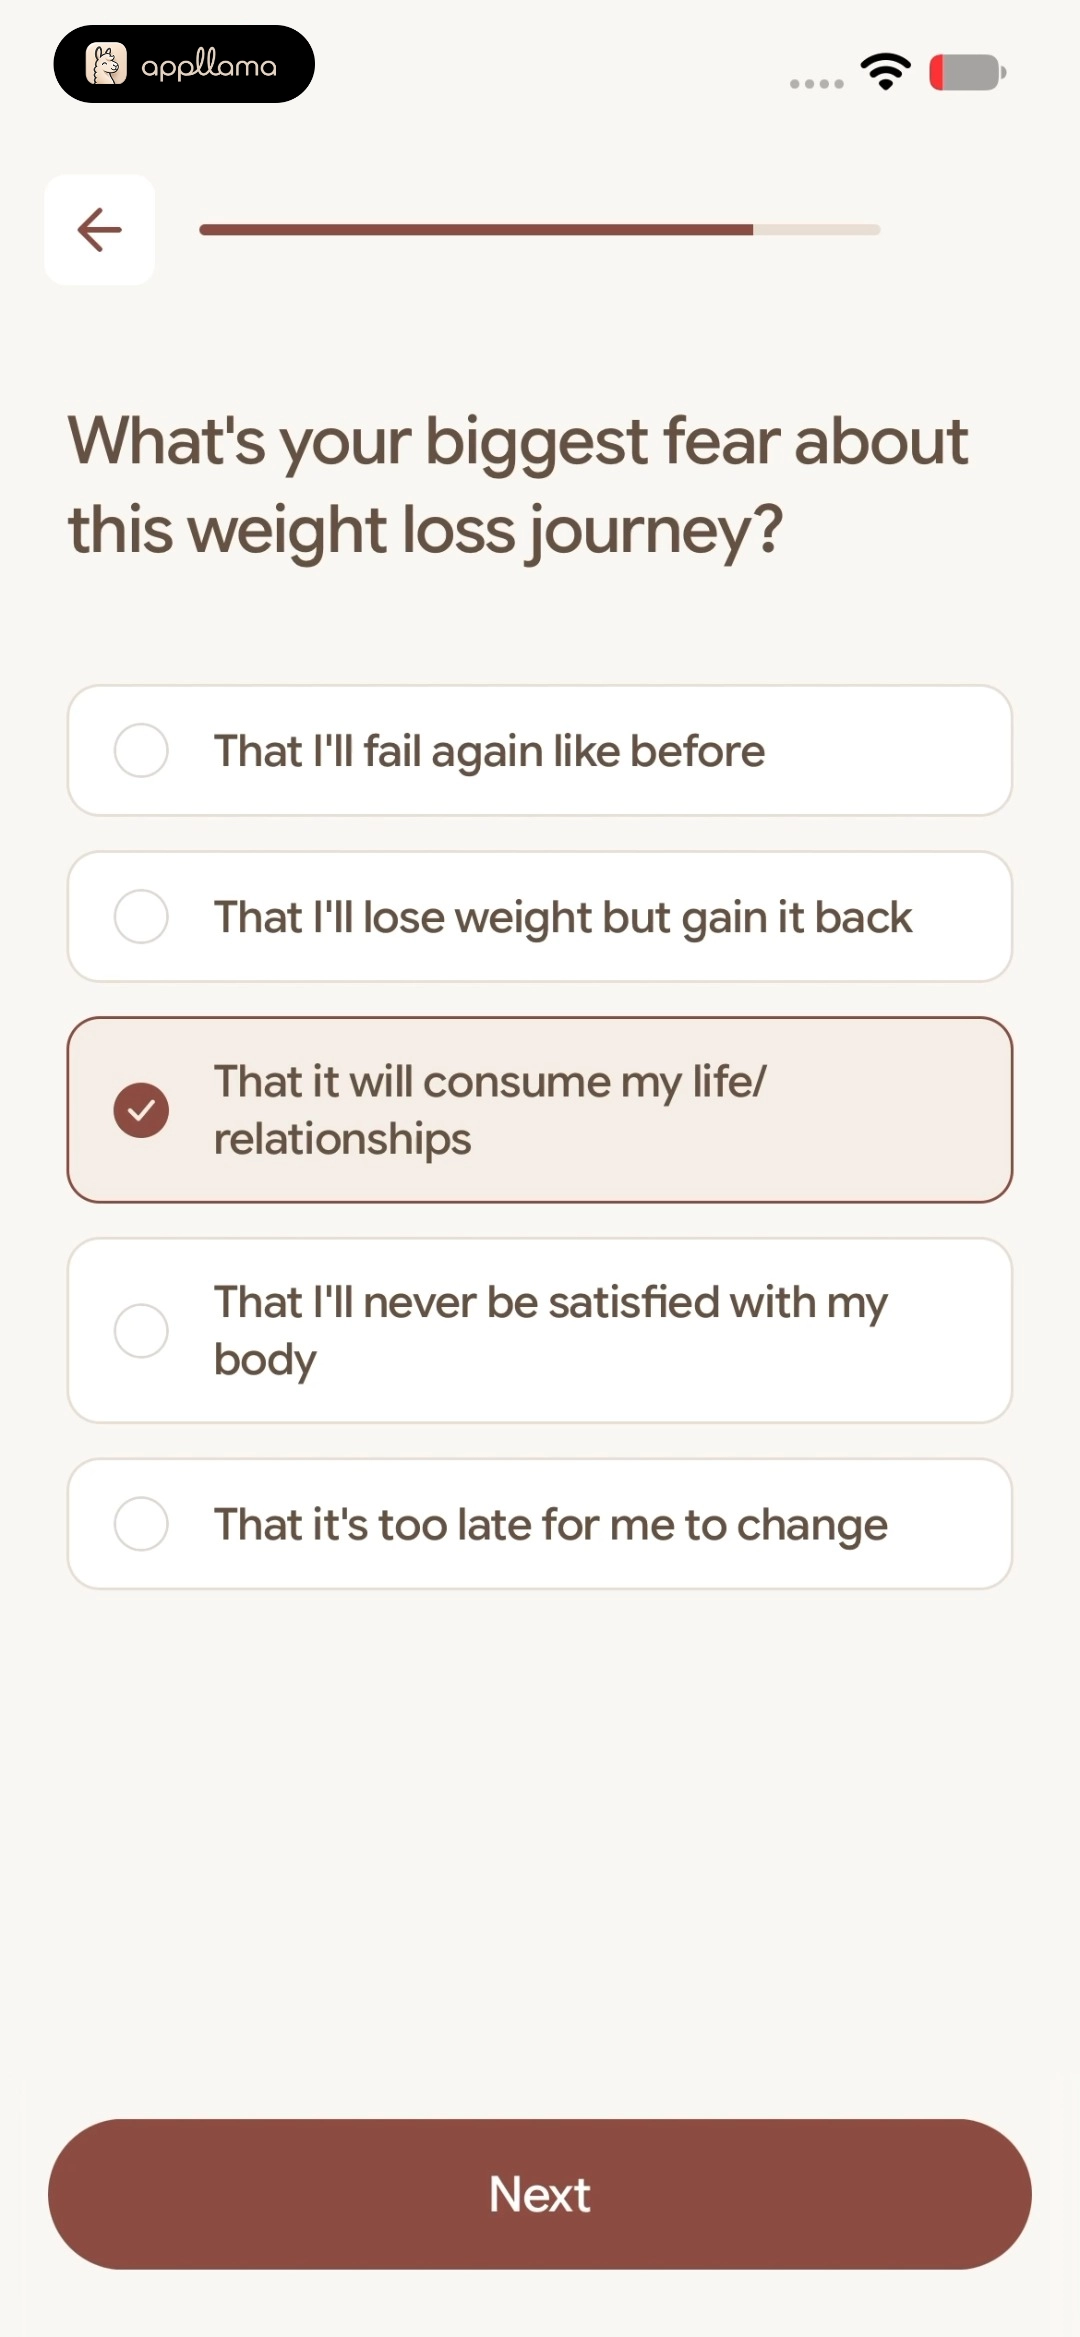 appllama
What's your biggest fear about
this weight loss journey?
That I'll fail again like before
That I'll lose weight but gain it back
That it will consume my life/
relationships
That I'll never be satisfied with my
body
That it's too late for me to change
Next